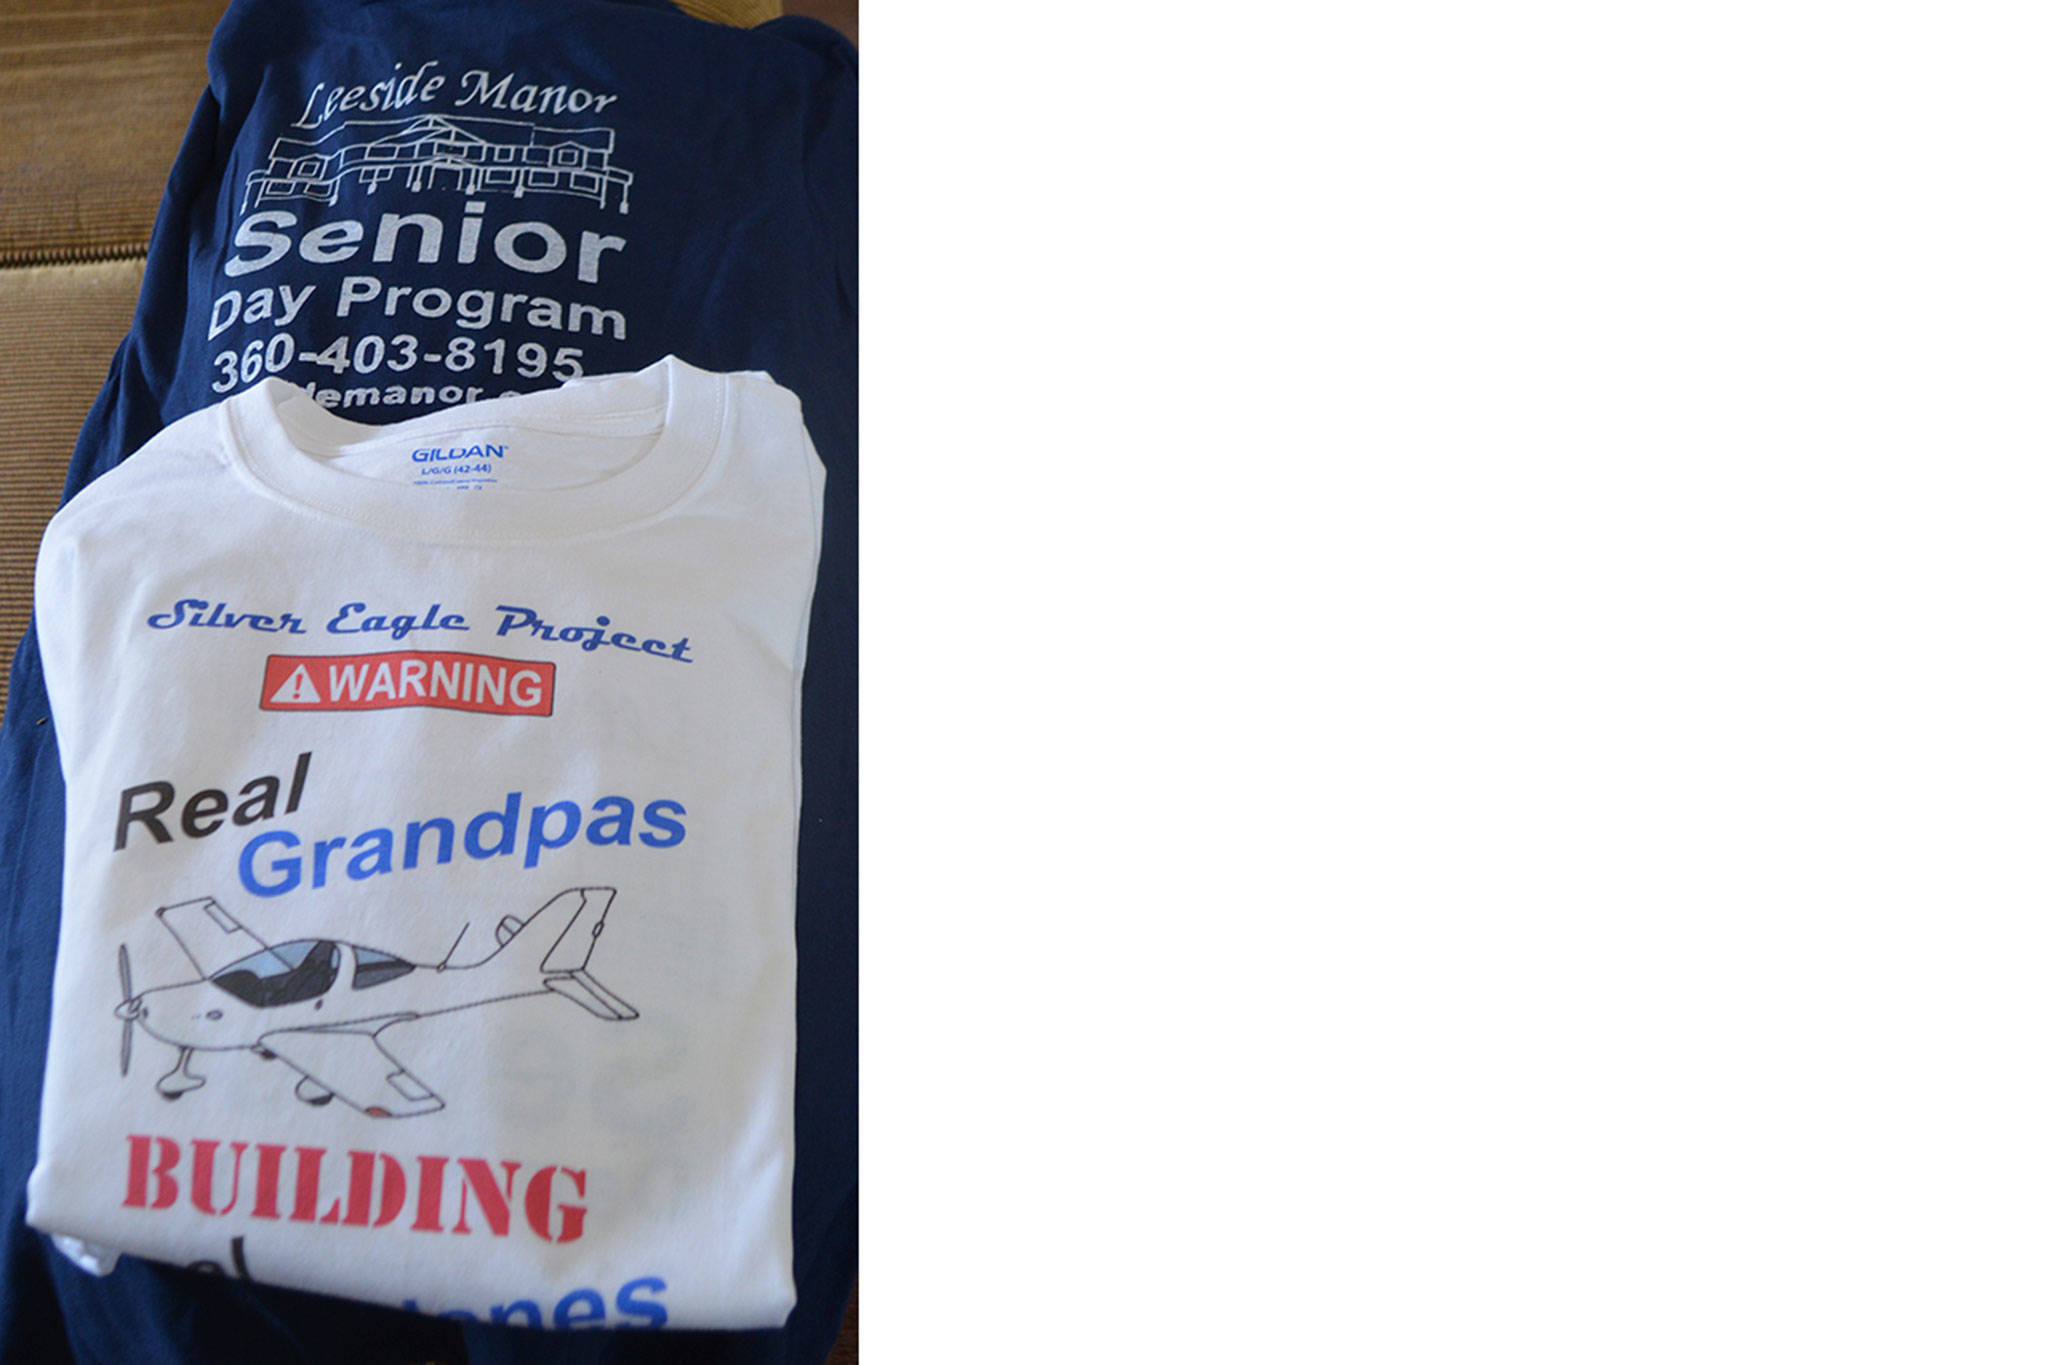 Leeside Manor
Senior
Day Program
360-403-8195
GILDAN
L/G/G (42-44)
Silver Eagle Project
WARNING
Real
Grandpas
BUILDING